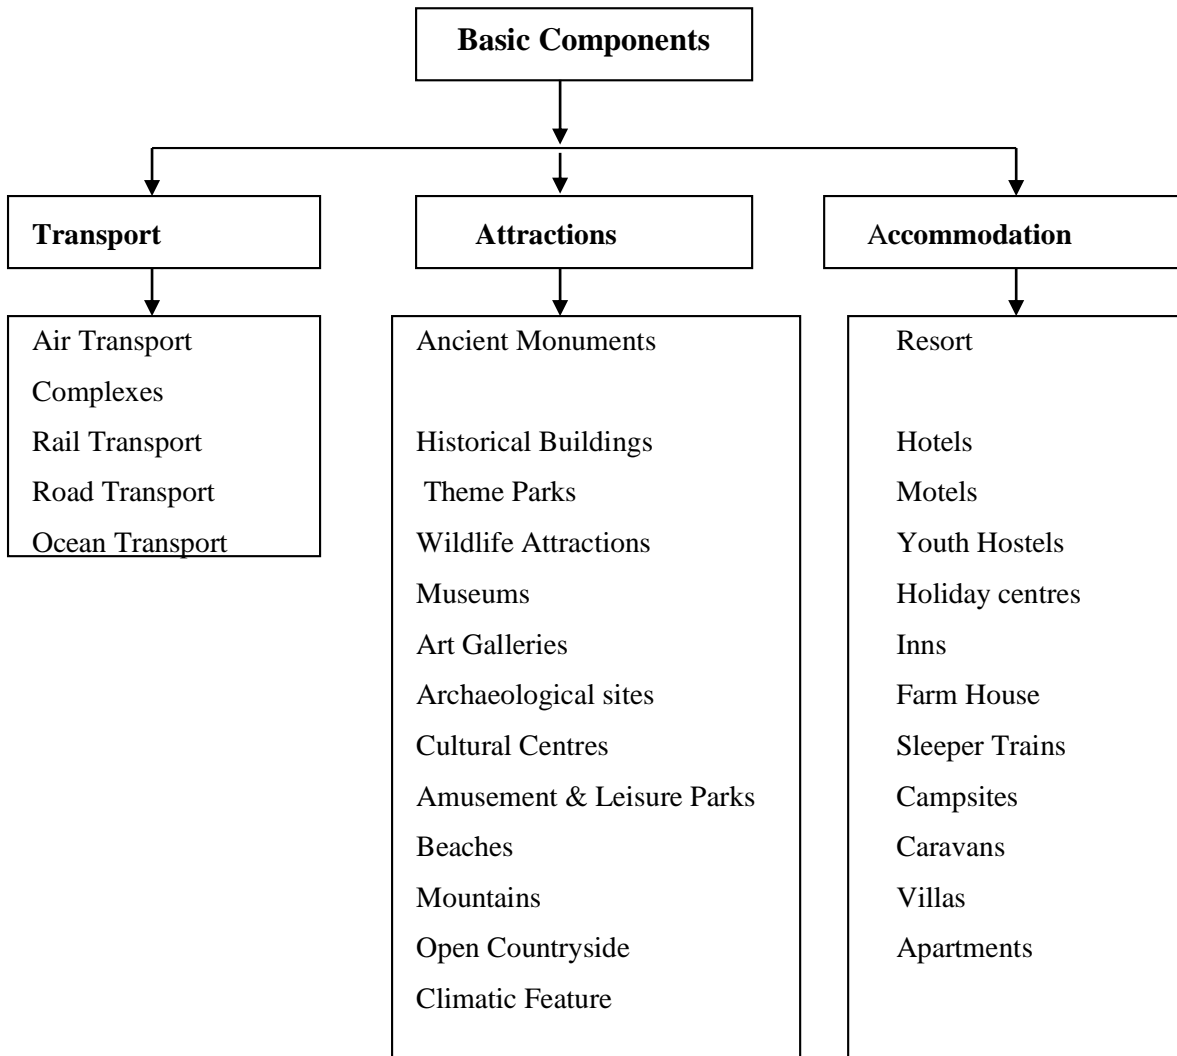 Basic Components
Transport
Attractions
Accommodation
Air Transport
Complexes
Rail Transport
Road Transport
Ocean Transport
Ancient Monuments
Historical Buildings
Theme Parks
Wildlife Attractions
Museums
Art Galleries
Archaeological sites
Cultural Centres
Amusement & Leisure Parks
Beaches
Mountains
Open Countryside
Climatic Feature
Resort
Hotels
Motels
Youth Hostels
Holiday centres
Inns
Farm House
Sleeper Trains
Campsites
Caravans
Villas
Apartments